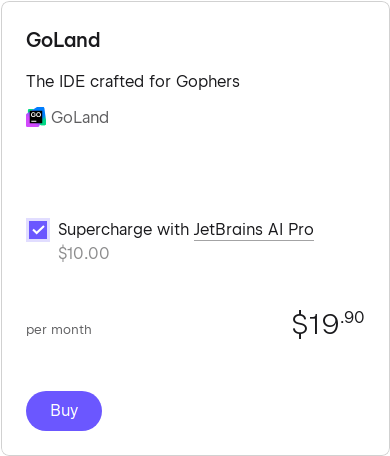 GoLand
The IDE crafted for Gophers
GO
GoLand
Supercharge with JetBrains AI Pro
$10.00
per month
$19.90
Buy